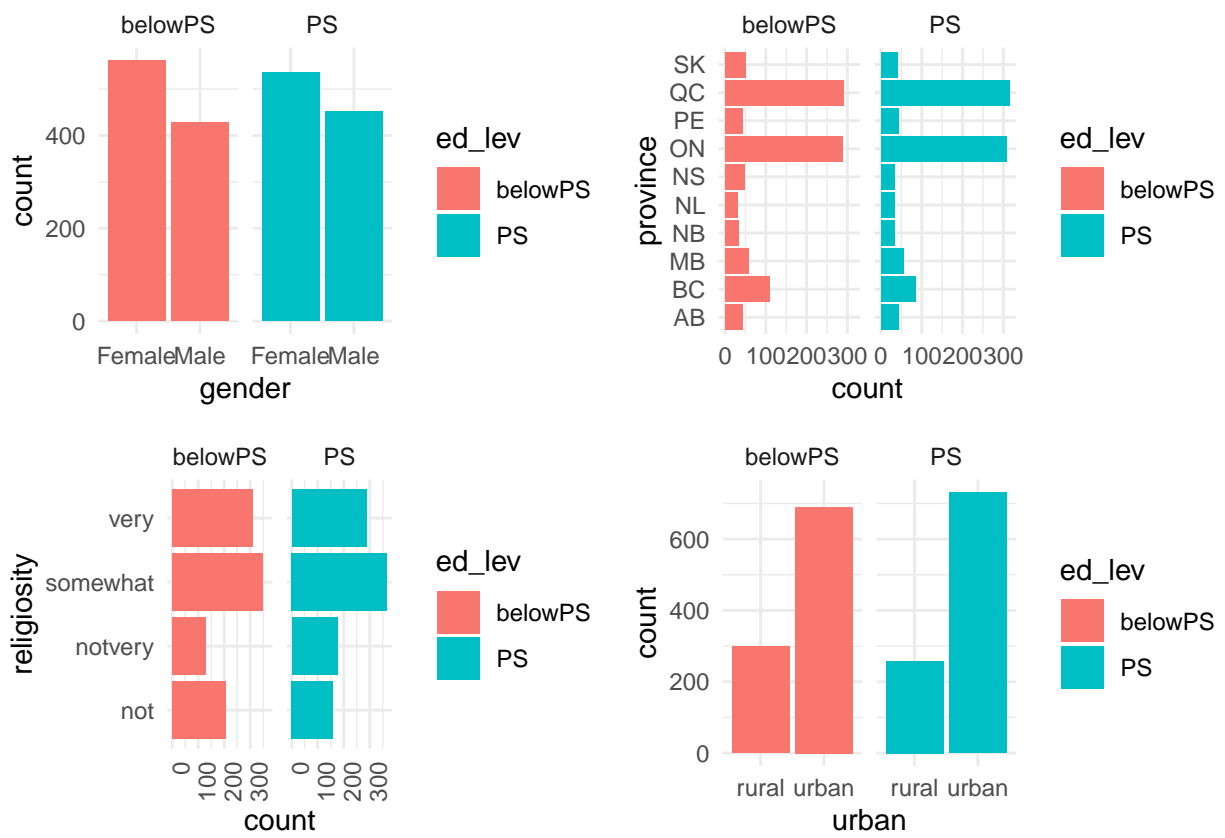 belowPS PS
count
400
200
0
Female Male Female Male
gender
ed_lev
belowPS
PS
belowPS PS
province
SK
QC
PE
ON
NS
NL
NB
MB
BC
AB
0 100 200 300 0 100 200 300
count
ed_lev
belowPS
PS
belowPS PS
religiosity
very
somewhat
notvery
not
0 100 200 300 0 100 200 300
count
ed_lev
belowPS
PS
belowPS PS
count
600
400
200
0
rural urban rural urban
urban
ed_lev
belowPS
PS